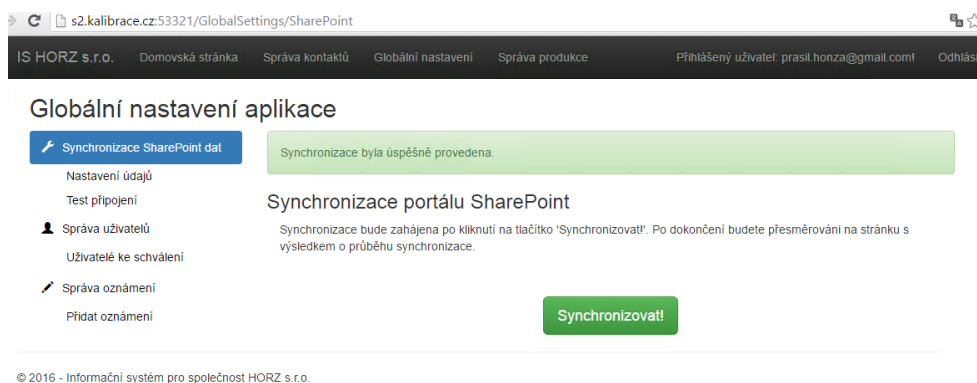 s2.kalibrace.cz:53321/GlobalSettings/SharePoint
IS HORZ s.r.o. Domovská stránka Správa kontaktů Globální nastavení Správa produkce Přihlášený uživatel: prasil.honza@gmail.com! Odhlás
Globální nastavení aplikace
Synchronizace SharePoint dat
Nastavení údajů
Test připojení
Správa uživatelů
Uživatelé ke schválení
Správa oznámení
Přidat oznámení
Synchronizace byla úspěšně provedena.
Synchronizace portálu SharePoint
Synchronizace bude zahájena po kliknutí na tlačítko 'Synchronizovat!'. Po dokončení budete přesměrováni na stránku s
výsledkem o průběhu synchronizace.
Synchronizovat!
© 2016 - Informační systém pro společnost HORZ s.r.o.